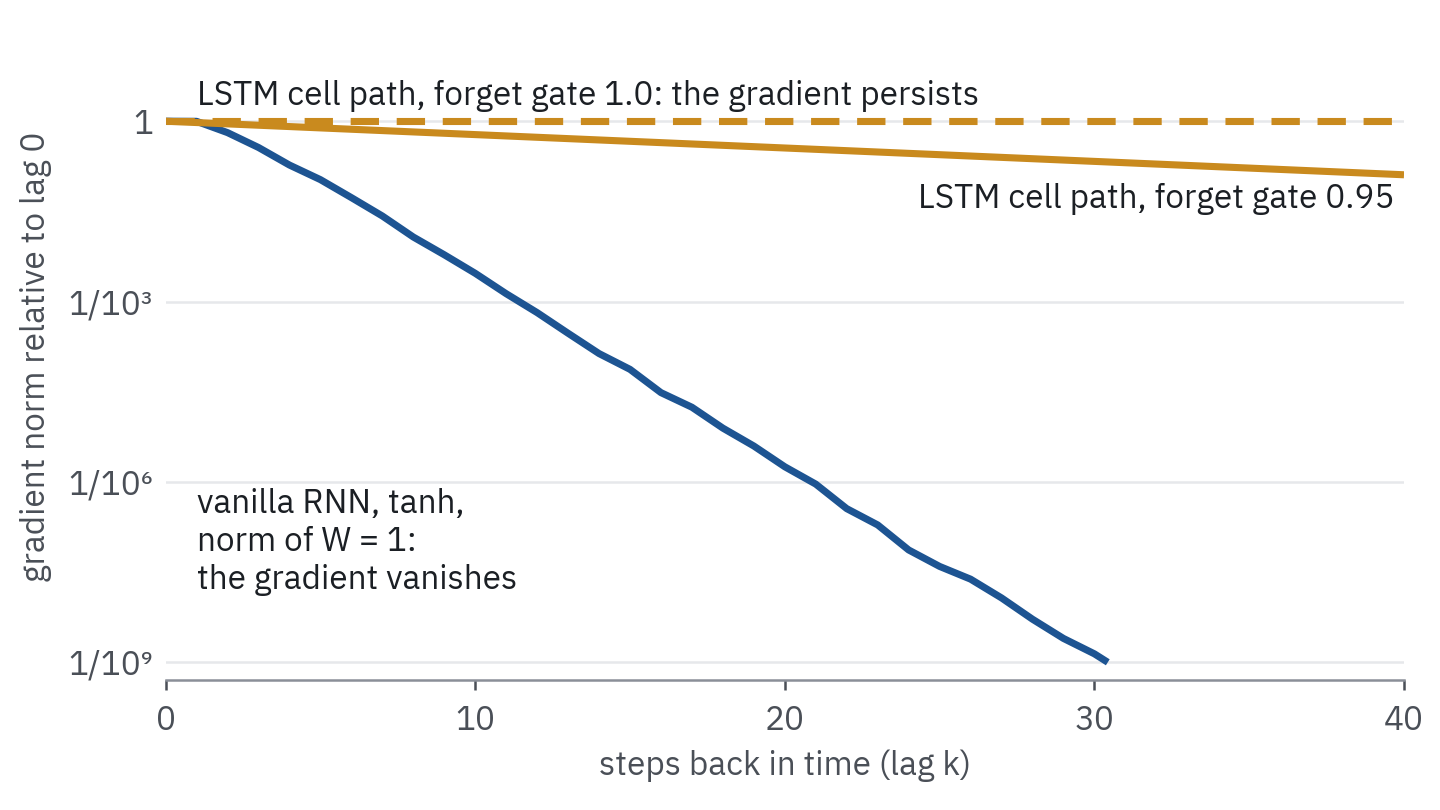 LSTM cell path, forget gate 1.0: the gradient persists
1
LSTM cell path, forget gate 0.95
gradient norm relative to lag 0
1/10³
1/10⁶
vanilla RNN, tanh,
norm of W = 1:
the gradient vanishes
1/10⁹
0 10 20 30 40
steps back in time (lag k)